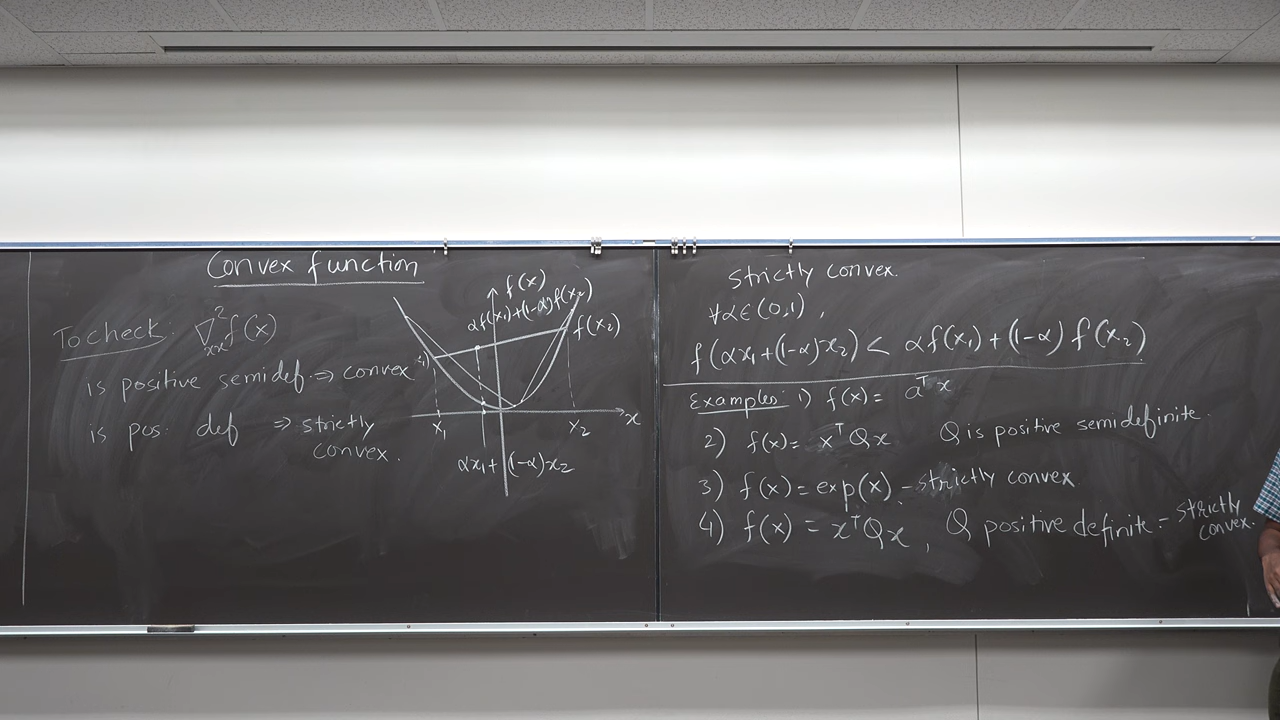 Convex function
To check: ∇²ₓₓ f(x)
is positive semidef. ⇒ convex
is pos. def ⇒ strictly
convex.
f(x)
αf(x₁)+(1-α)f(x₂)
f(x₂)
x₁
x₂
x
αx₁+(1-α)x₂
Strictly convex.
∀α∈(0,1),
f(αx₁+(1-α)x₂) < αf(x₁)+(1-α)f(x₂)
Examples: 1) f(x)= aᵀx
2) f(x)= xᵀQx Q is positive semidefinite.
3) f(x)=exp(x) - strictly convex
4) f(x) = xᵀQx, Q positive definite - strictly
convex.